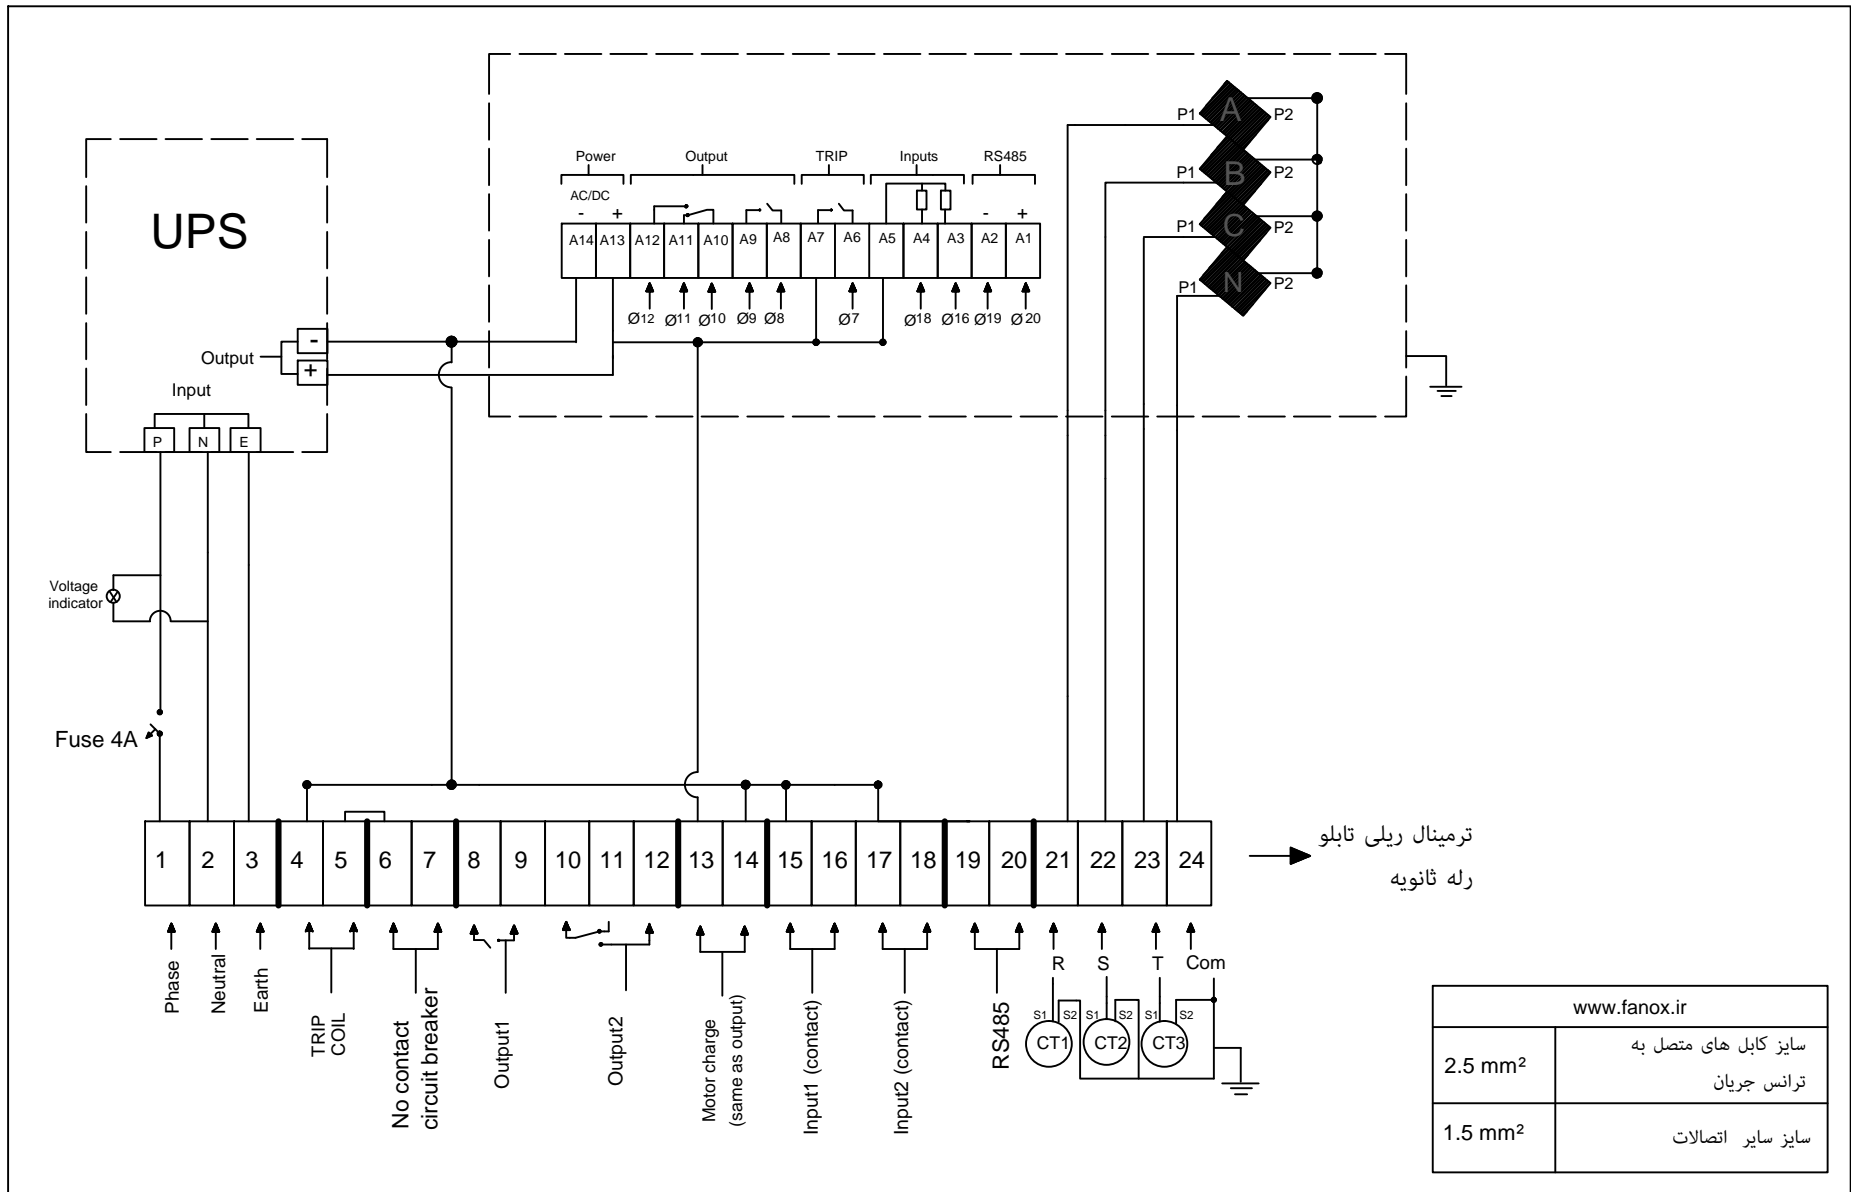 UPS
Output
-
+
Input
P N E
Voltage
indicator
Fuse 4A
Power Output TRIP Inputs RS485
AC/DC
- + - +
A14 A13 A12 A11 A10 A9 A8 A7 A6 A5 A4 A3 A2 A1
Ø12 Ø11 Ø10 Ø9 Ø8 Ø7 Ø18 Ø16 Ø19 Ø20
P1 A P2
P1 B P2
P1 C P2
P1 N P2
1 2 3 4 5 6 7 8 9 10 11 12 13 14 15 16 17 18 19 20 21 22 23 24
ترمینال ریلی تابلو
رله ثانویه
Phase
Neutral
Earth
TRIP
COIL
No contact
circuit breaker
Output1
Output2
Motor charge
(same as output)
Input1 (contact)
Input2 (contact)
RS485
R S T Com
S1 S2 S1 S2 S1 S2
CT1 CT2 CT3
www.fanox.ir
سایز کابل های متصل به
ترانس جریان
2.5 mm²
سایز سایر اتصالات
1.5 mm²